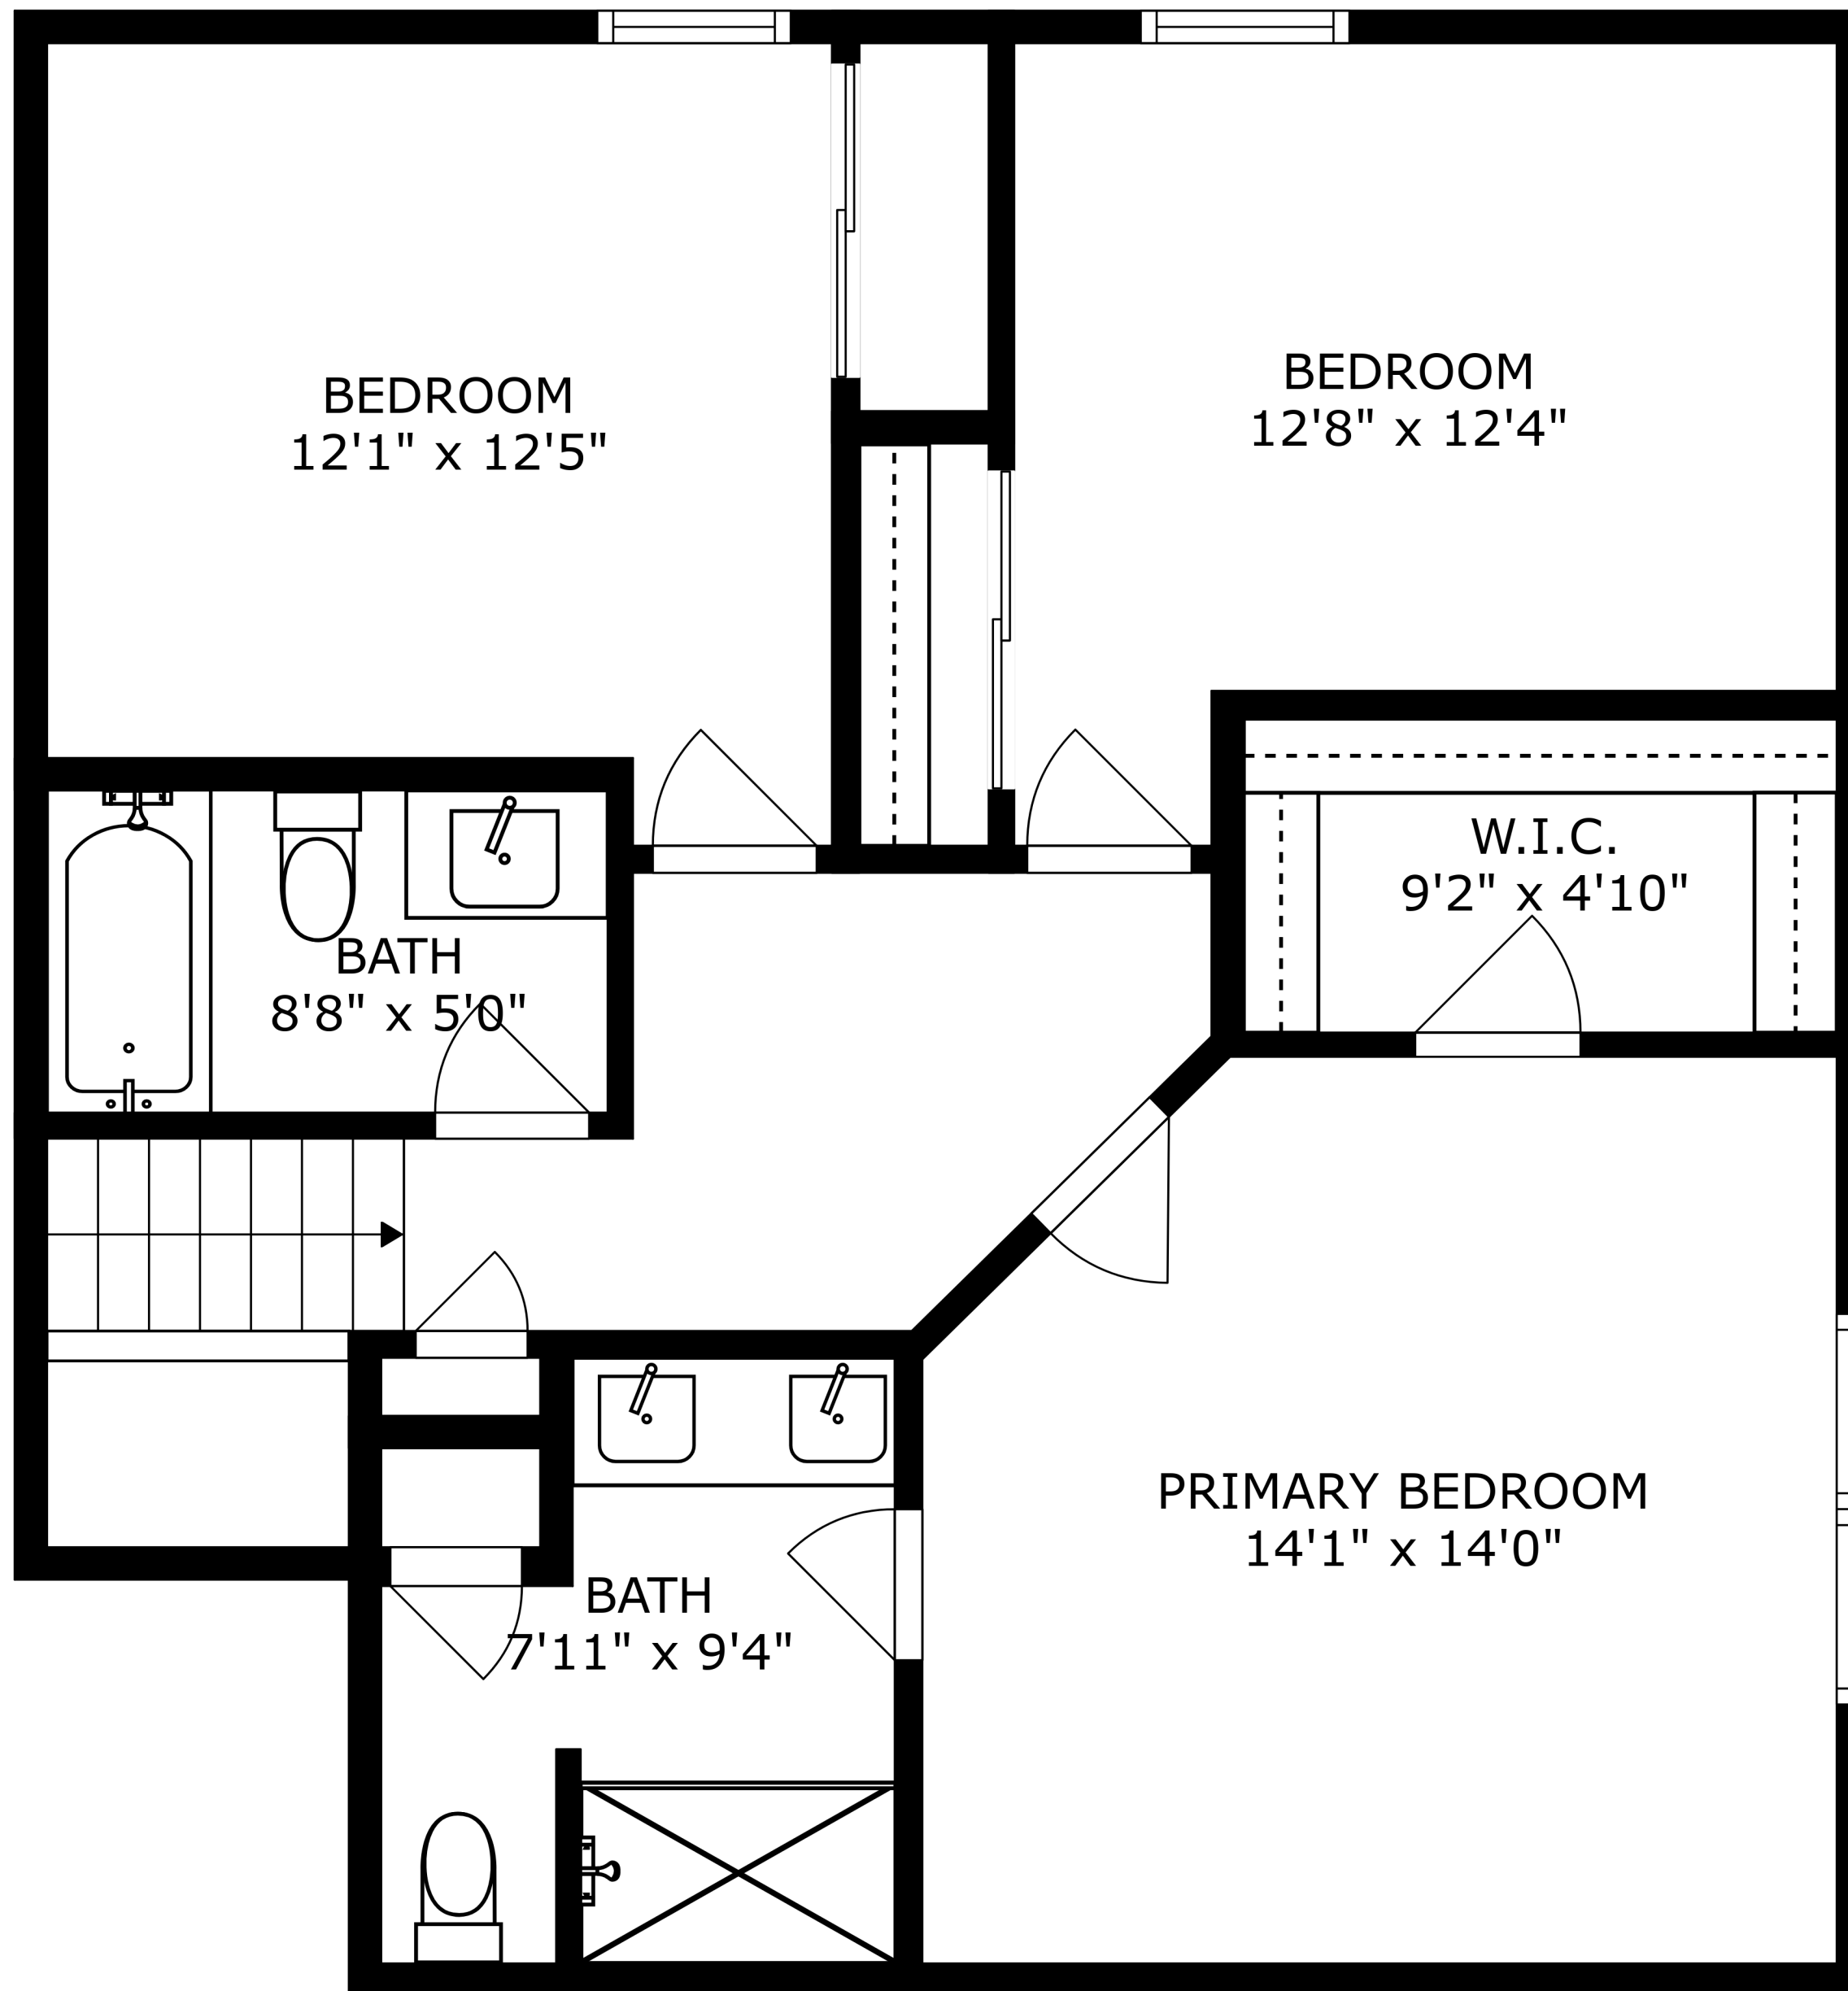 BEDROOM
12'1" x 12'5"
BEDROOM
12'8" x 12'4"
W.I.C.
9'2" x 4'10"
BATH
8'8" x 5'0"
PRIMARY BEDROOM
14'1" x 14'0"
BATH
7'11" x 9'4"